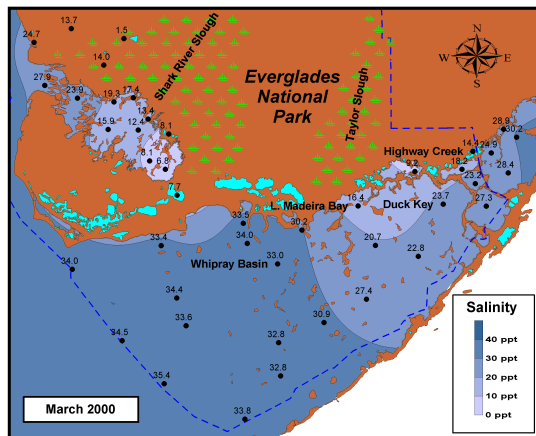 13.7
1.5
24.7
14.0
Shark River Slough
N
W E
S
27.9
23.9
19.3
17.4
Everglades
National
Park
Taylor Slough
13.4
15.9
12.4
8.1
28.9
30.2
Highway Creek
14.4
24.9
8.1
6.8
9.2
18.2
28.4
23.2
7.7
L. Madeira Bay
16.4
Duck Key
23.7
27.3
33.5
30.2
33.4
34.0
20.7
22.8
Whipray Basin
33.0
34.0
34.4
27.4
33.6
30.9
34.5
32.8
35.4
32.8
33.8
March 2000
Salinity
40 ppt
30 ppt
20 ppt
10 ppt
0 ppt